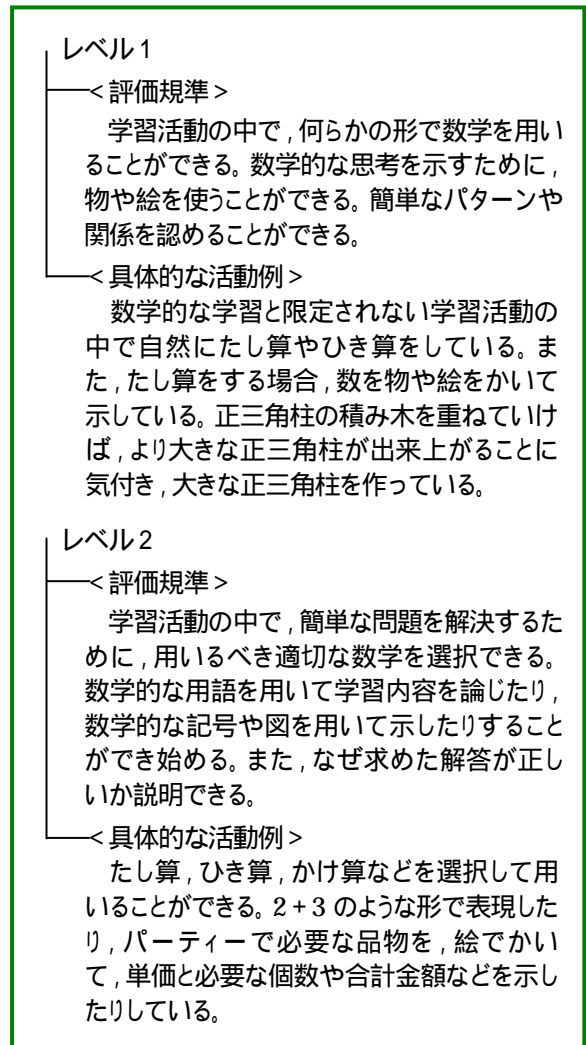 レベル1
<評価規準>
学習活動の中で,何らかの形で数学を用い
ることができる。数学的な思考を示すために,
物や絵を使うことができる。簡単なパターンや
関係を認めることができる。
<具体的な活動例>
数学的な学習と限定されない学習活動の
中で自然にたし算やひき算をしている。ま
た,たし算をする場合,数を物や絵をかいて
示している。正三角柱の積み木を重ねていけ
ば,より大きな正三角柱が出来上がることに
気付き,大きな正三角柱を作っている。
レベル2
<評価規準>
学習活動の中で,簡単な問題を解決するた
めに,用いるべき適切な数学を選択できる。
数学的な用語を用いて学習内容を論じたり,
数学的な記号や図を用いて示したりすること
ができ始める。また,なぜ求めた解答が正し
いか説明できる。
<具体的な活動例>
たし算,ひき算,かけ算などを選択して用
いることができる。2+3のような形で表現した
り,パーティーで必要な品物を,絵でかい
て,単価と必要な個数や合計金額などを示し
たりしている。